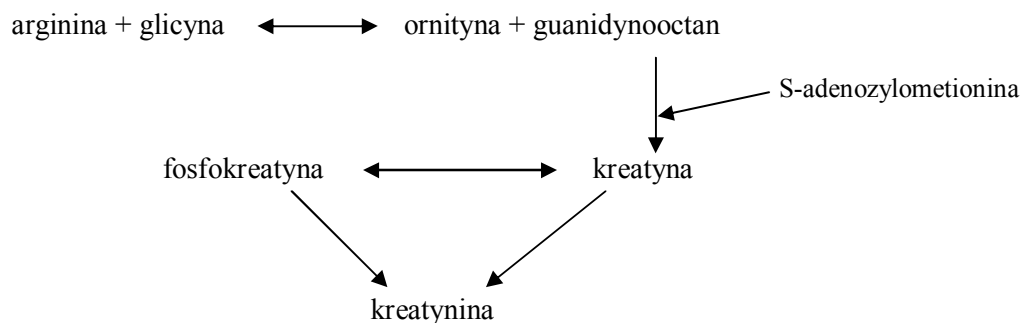 arginina + glicyna ornityna + guanidynooctan
S-adenozylometionina
fosfokreatyna kreatyna
kreatynina